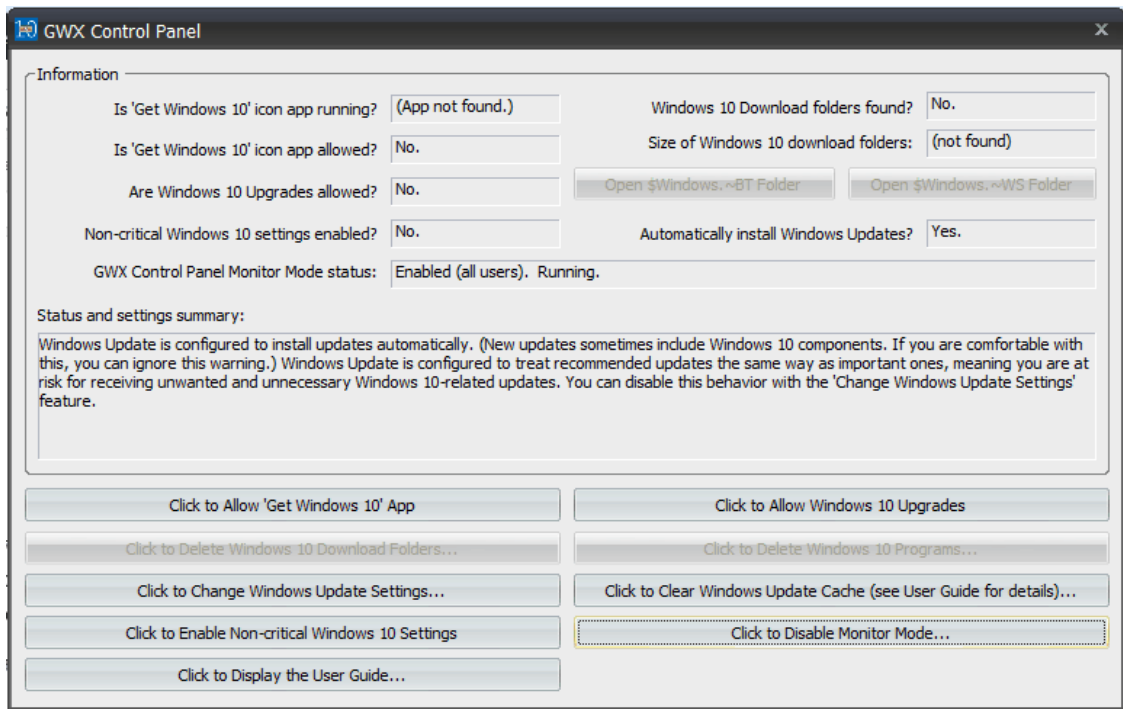 GWX Control Panel
x
Information
Is 'Get Windows 10' icon app running? (App not found.)
Windows 10 Download folders found? No.
Is 'Get Windows 10' icon app allowed? No.
Size of Windows 10 download folders: (not found)
Are Windows 10 Upgrades allowed? No.
Open $Windows.~BT Folder
Open $Windows.~WS Folder
Non-critical Windows 10 settings enabled? No.
Automatically install Windows Updates? Yes.
GWX Control Panel Monitor Mode status: Enabled (all users). Running.
Status and settings summary:
Windows Update is configured to install updates automatically. (New updates sometimes include Windows 10 components. If you are comfortable with
this, you can ignore this warning.) Windows Update is configured to treat recommended updates the same way as important ones, meaning you are at
risk for receiving unwanted and unnecessary Windows 10-related updates. You can disable this behavior with the 'Change Windows Update Settings'
feature.
Click to Allow 'Get Windows 10' App
Click to Allow Windows 10 Upgrades
Click to Delete Windows 10 Download Folders...
Click to Delete Windows 10 Programs...
Click to Change Windows Update Settings...
Click to Clear Windows Update Cache (see User Guide for details)...
Click to Enable Non-critical Windows 10 Settings
Click to Disable Monitor Mode...
Click to Display the User Guide...